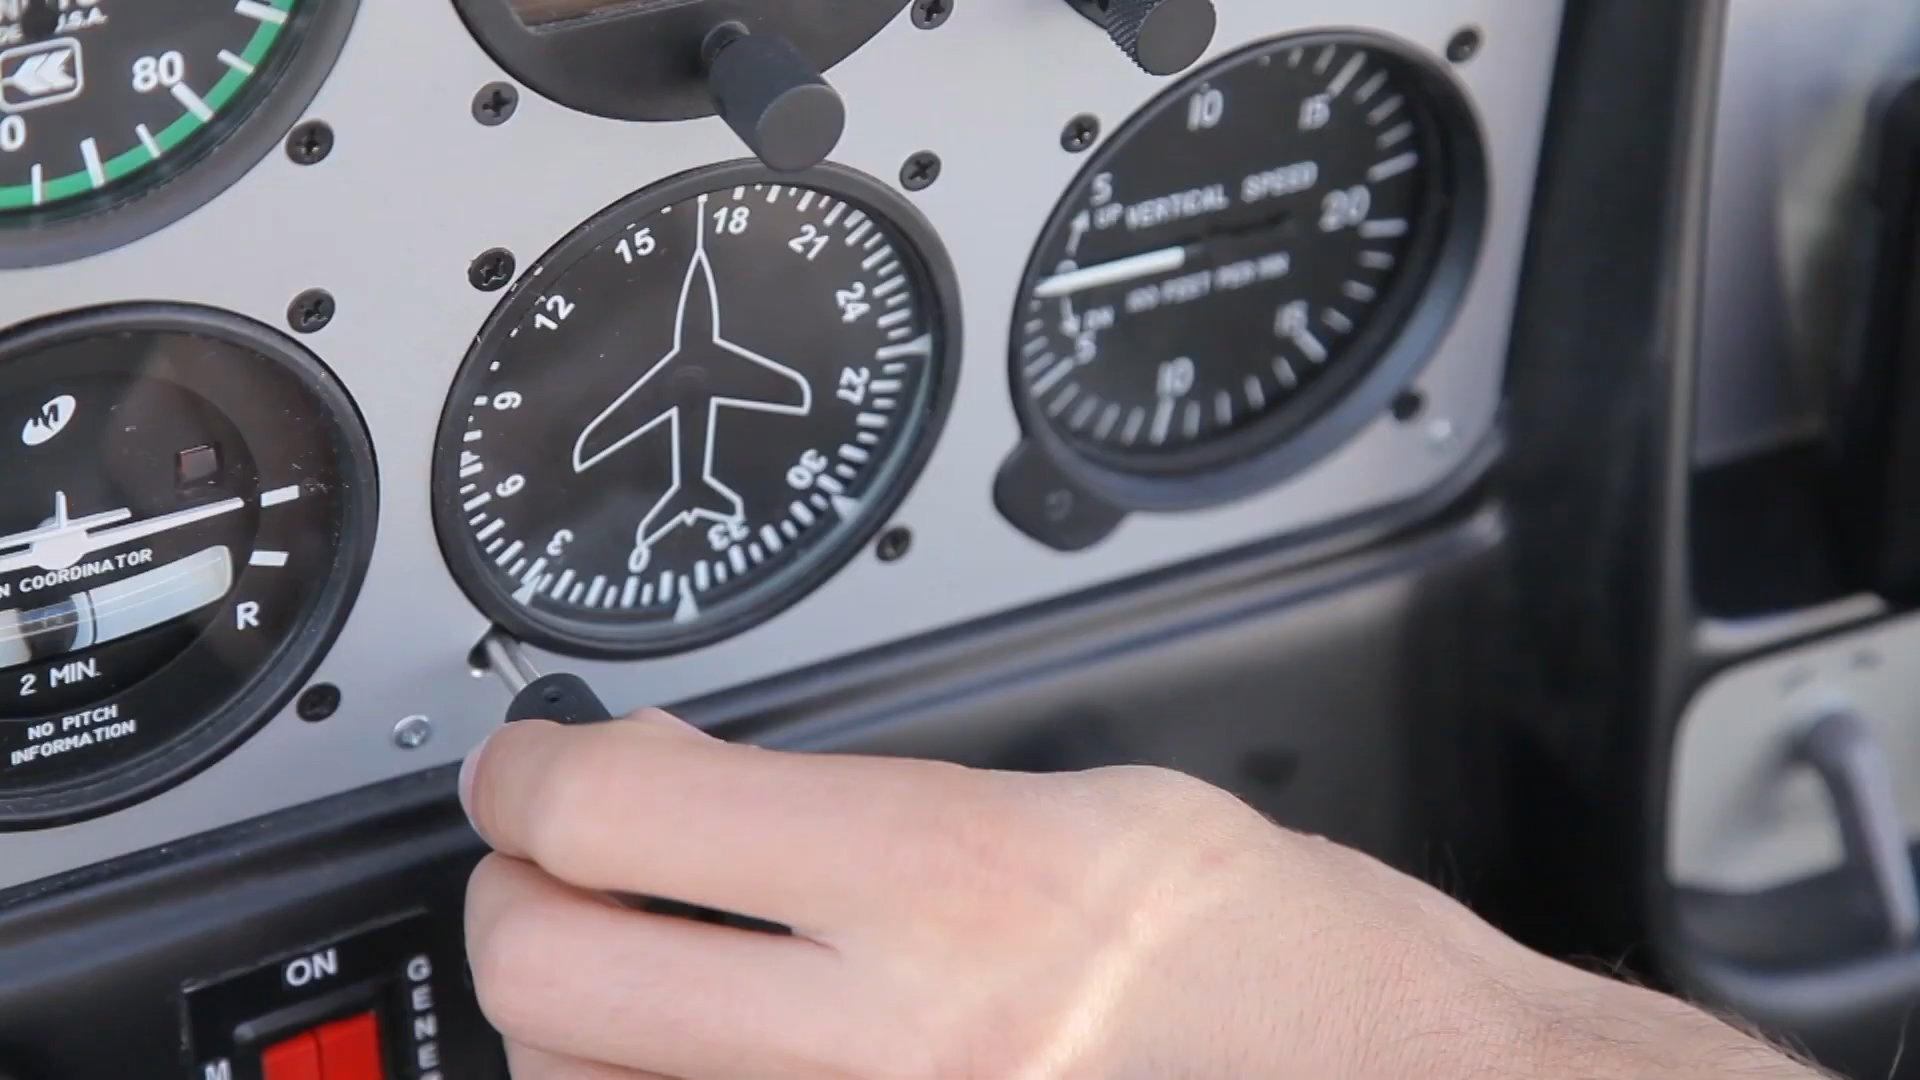 U.S.A.
80
0
10
15
5
UP VERTICAL SPEED
20
100 FEET PER MIN
DN
5
10
15
15
18
21
24
27
30
33
0
3
6
9
12
N COORDINATOR
R
2 MIN.
NO PITCH
INFORMATION
ON
M
GENE